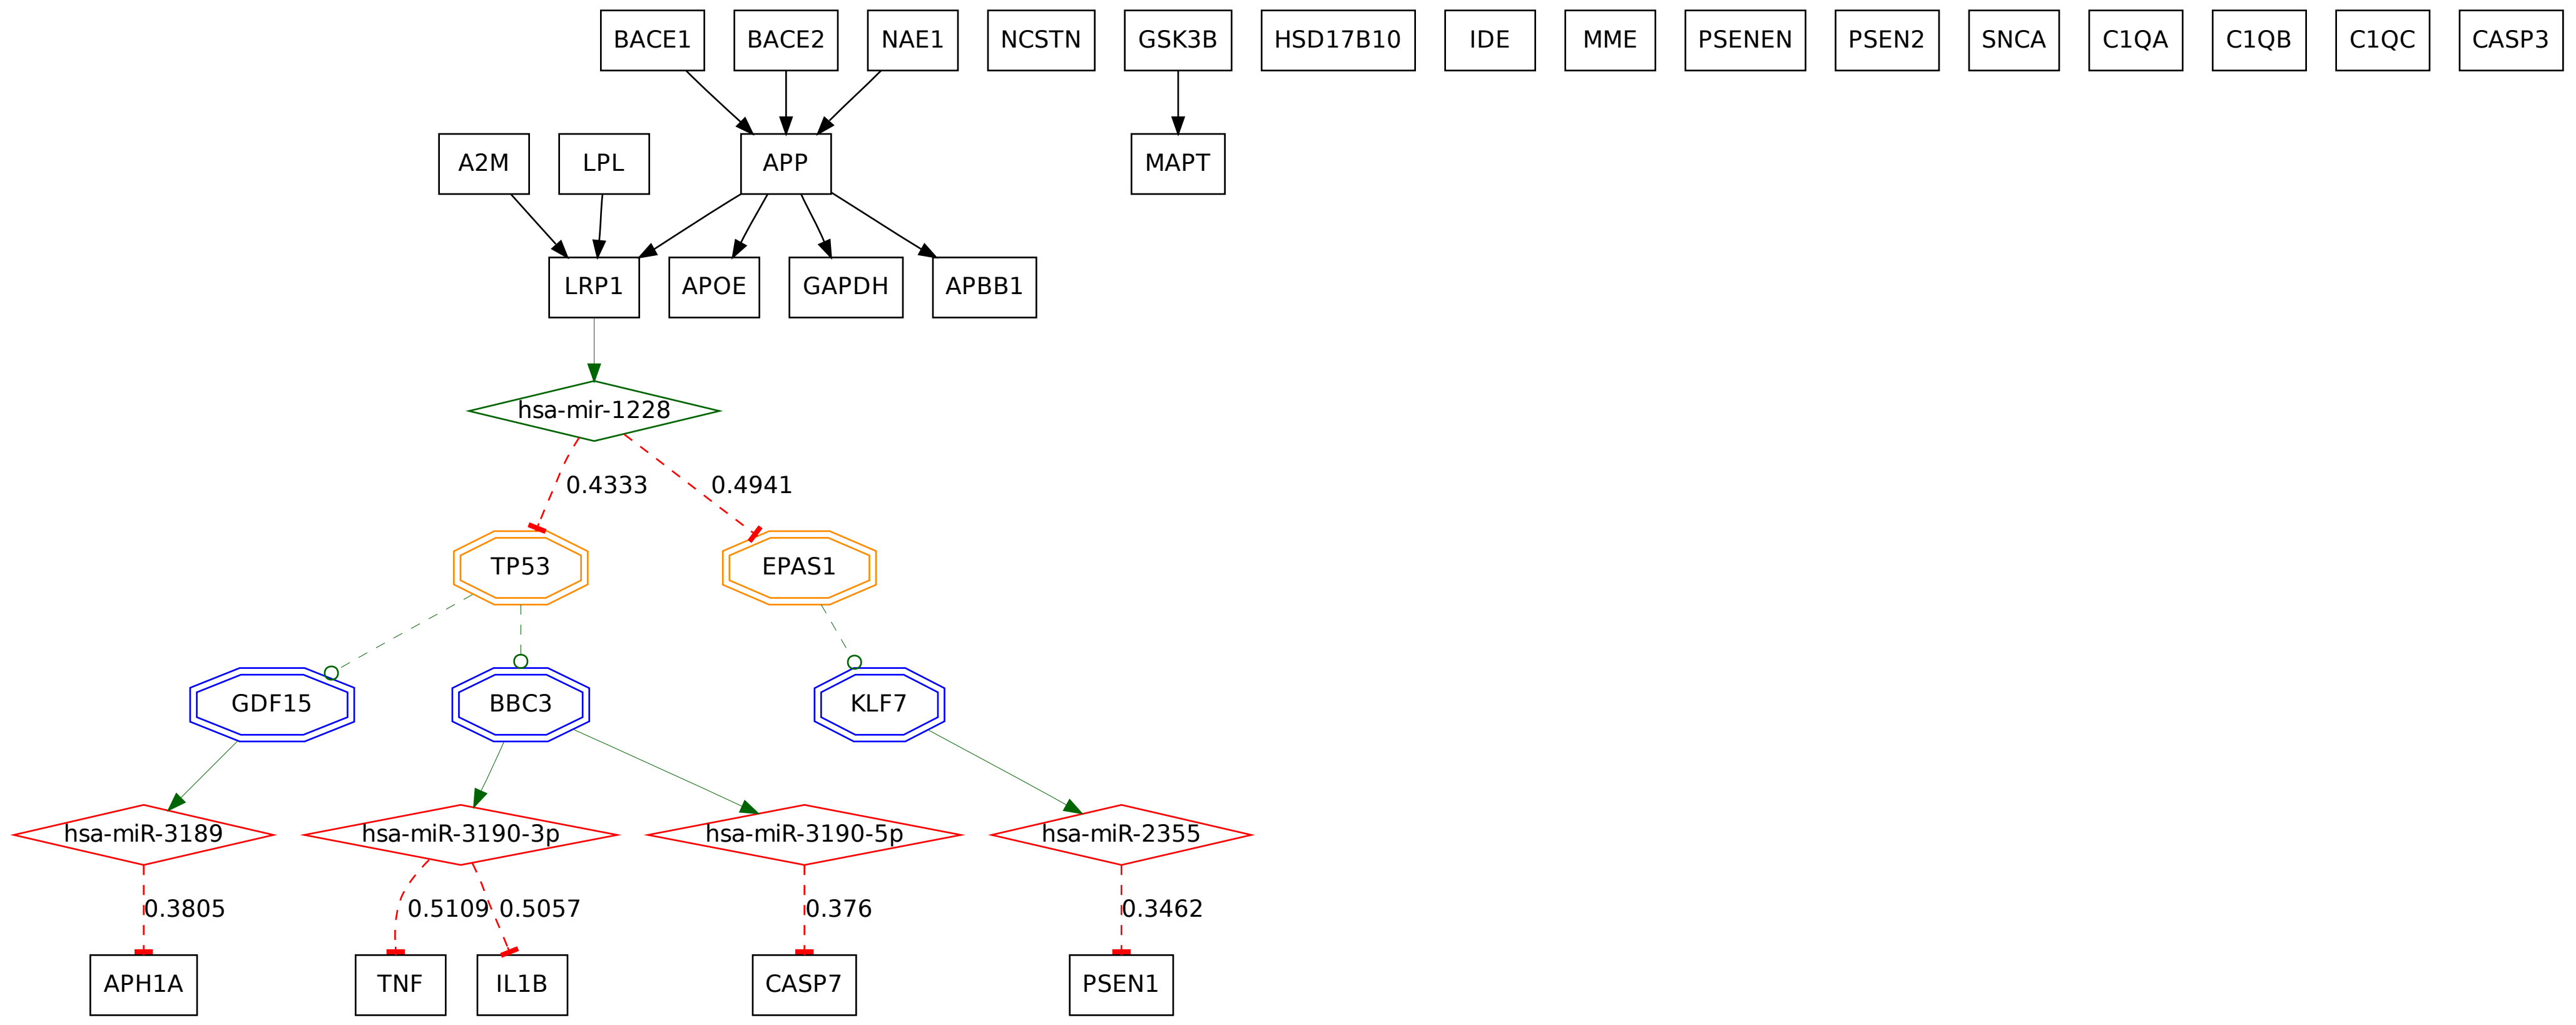 BACE1
BACE2
NAE1
NCSTN
GSK3B
HSD17B10
IDE
MME
PSENEN
PSEN2
SNCA
C1QA
C1QB
C1QC
CASP3
A2M
LPL
APP
MAPT
LRP1
APOE
GAPDH
APBB1
hsa-mir-1228
0.4333
0.4941
TP53
EPAS1
GDF15
BBC3
KLF7
hsa-miR-3189
hsa-miR-3190-3p
hsa-miR-3190-5p
hsa-miR-2355
0.3805
0.5109
0.5057
0.376
0.3462
APH1A
TNF
IL1B
CASP7
PSEN1